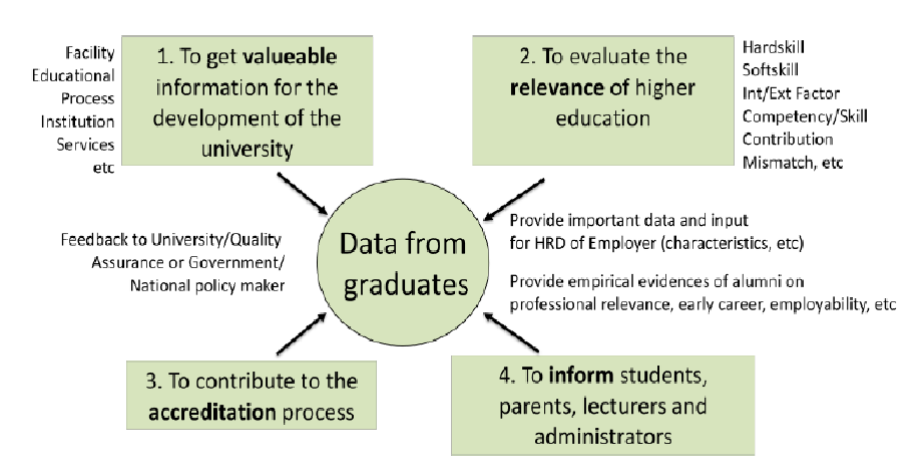 Facility
Educational
Process
Institution
Services
etc
1. To get valueable
information for the
development of the
university
2. To evaluate the
relevance of higher
education
Hardskill
Softskill
Int/Ext Factor
Competency/Skill
Contribution
Mismatch, etc
Feedback to University/Quality
Assurance or Government/
National policy maker
Data from
graduates
Provide important data and input
for HRD of Employer (characteristics, etc)
Provide empirical evidences of alumni on
professional relevance, early career, employability, etc
3. To contribute to the
accreditation process
4. To inform students,
parents, lecturers and
administrators